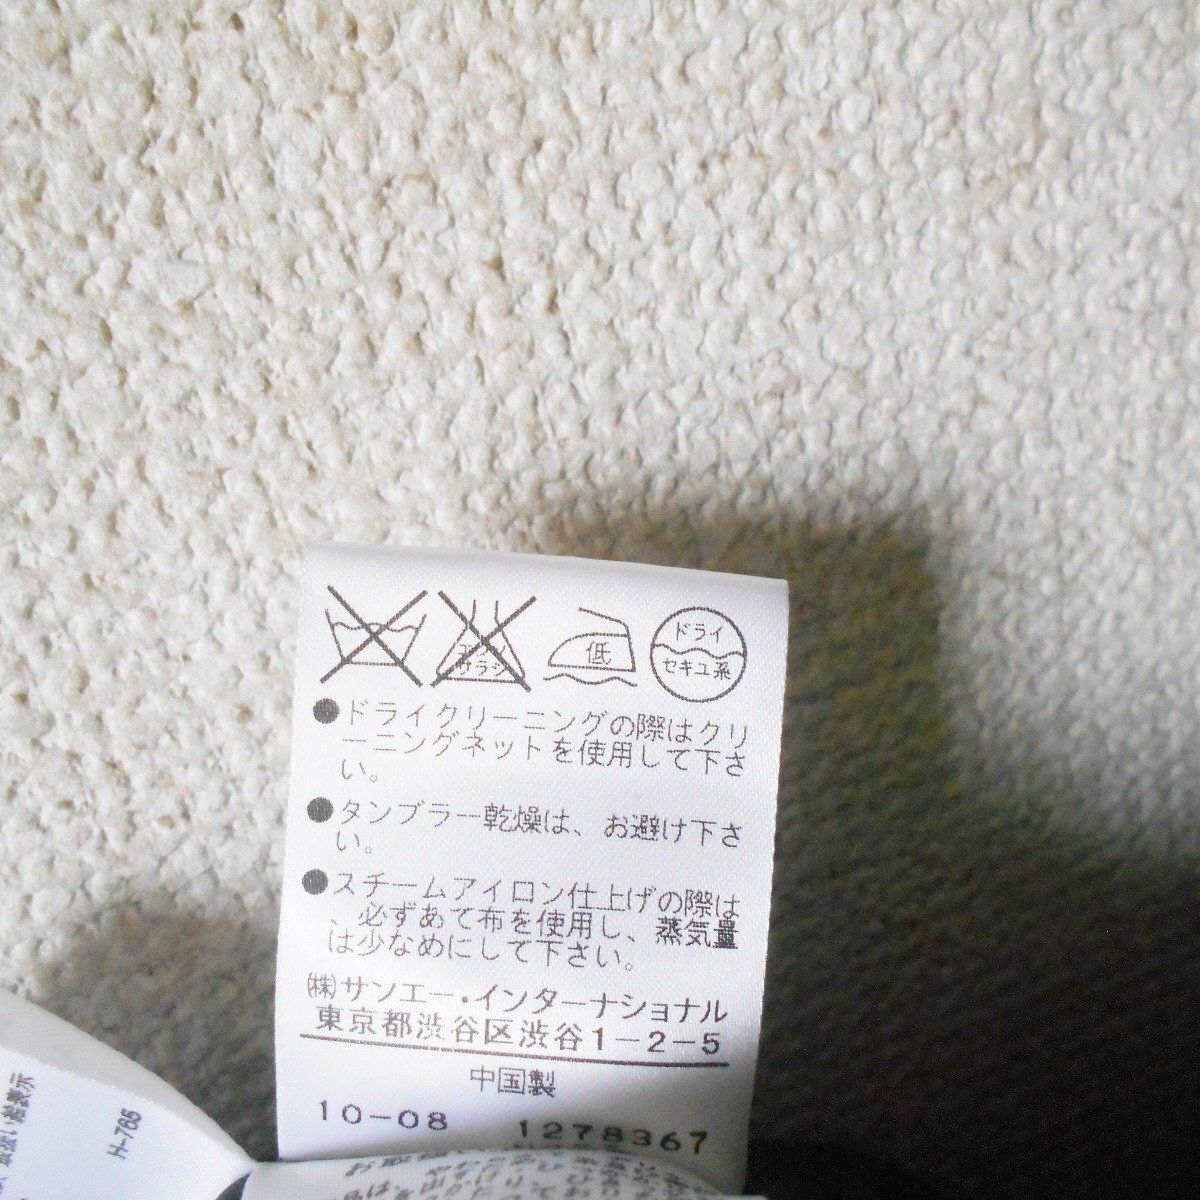 低
ドライ
セキユ系
●ドライクリーニングの際はクリ
ーニングネットを使用して下さ
い。
●タンブラー乾燥は、お避け下さ
い。
●スチームアイロン仕上げの際は
、必ずあて布を使用し、蒸気量
は少なめにして下さい。
㈱サンエー・インターナショナル
東京都渋谷区渋谷1-2-5
中国製
10-08 1278367
H-765